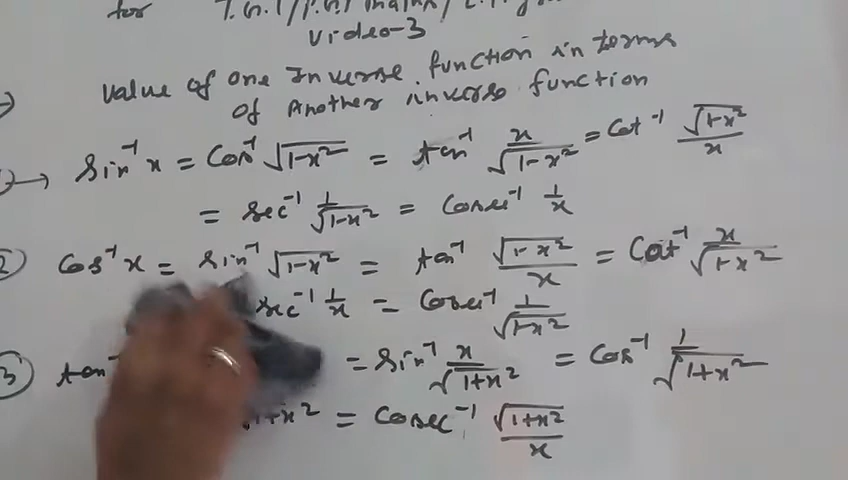 for T.G.T/P.G.T
video-3
value of one Inverse function in terms
of Another inverse function
sin⁻¹ x = cos⁻¹ √(1-x²) = tan⁻¹ x/√(1-x²) = cot⁻¹ √(1-x²)/x
= sec⁻¹ 1/√(1-x²) = cosec⁻¹ 1/x
② cos⁻¹ x = sin⁻¹ √(1-x²) = tan⁻¹ √(1-x²)/x = cot⁻¹ x/√(1-x²)
sec⁻¹ 1/x = cosec⁻¹ 1/√(1-x²)
③ tan⁻¹ = sin⁻¹ x/√(1+x²) = cos⁻¹ 1/√(1+x²)
√1+x² = cosec⁻¹ √(1+x²)/x